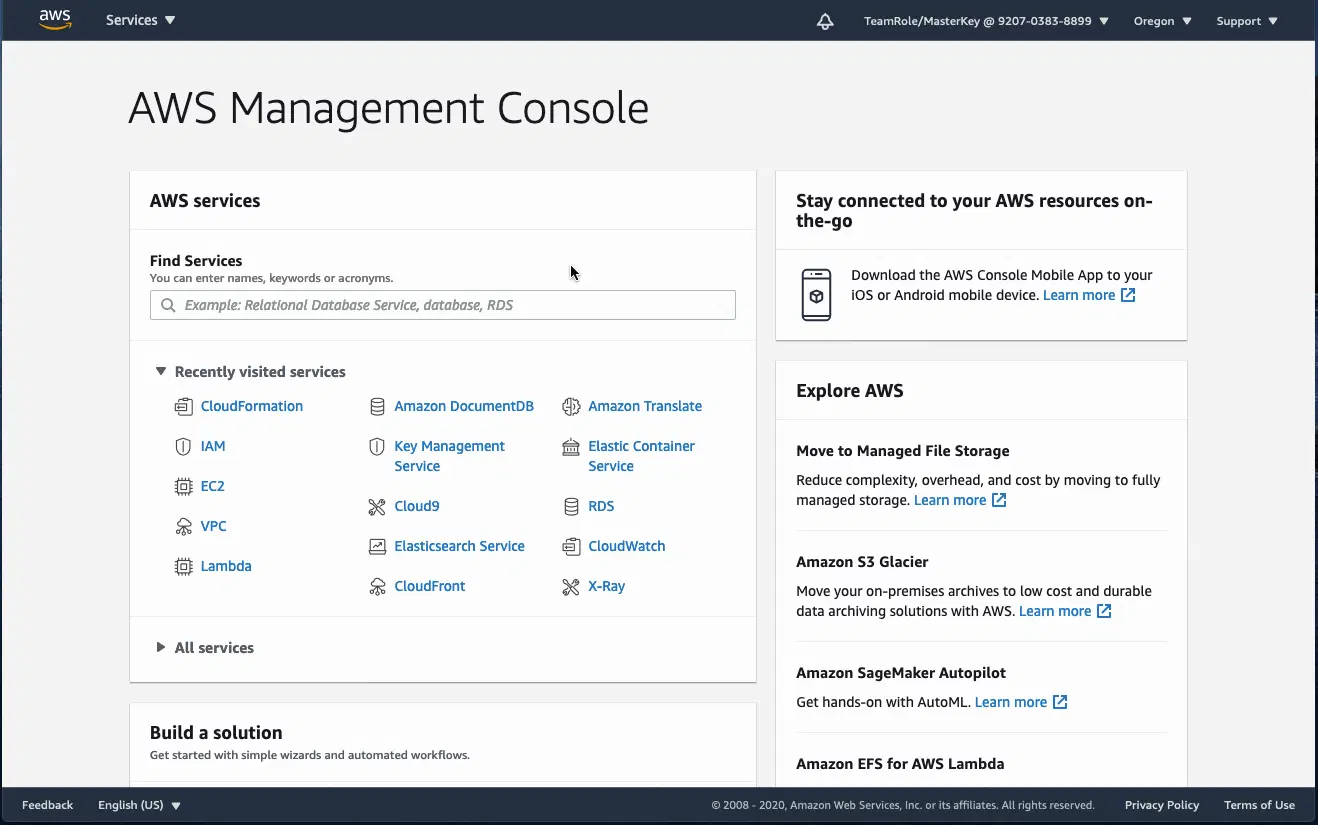 aws
Services
TeamRole/MasterKey @ 9207-0383-8899
Oregon
Support
AWS Management Console
AWS services
Find Services
You can enter names, keywords or acronyms.
Example: Relational Database Service, database, RDS
Recently visited services
CloudFormation
IAM
EC2
VPC
Lambda
Amazon DocumentDB
Key Management
Service
Cloud9
Elasticsearch Service
CloudFront
Amazon Translate
Elastic Container
Service
RDS
CloudWatch
X-Ray
All services
Build a solution
Get started with simple wizards and automated workflows.
Stay connected to your AWS resources on-
the-go
Download the AWS Console Mobile App to your
iOS or Android mobile device. Learn more
Explore AWS
Move to Managed File Storage
Reduce complexity, overhead, and cost by moving to fully
managed storage. Learn more
Amazon S3 Glacier
Move your on-premises archives to low cost and durable
data archiving solutions with AWS. Learn more
Amazon SageMaker Autopilot
Get hands-on with AutoML. Learn more
Amazon EFS for AWS Lambda
Feedback
English (US)
© 2008 - 2020, Amazon Web Services, Inc. or its affiliates. All rights reserved.
Privacy Policy
Terms of Use